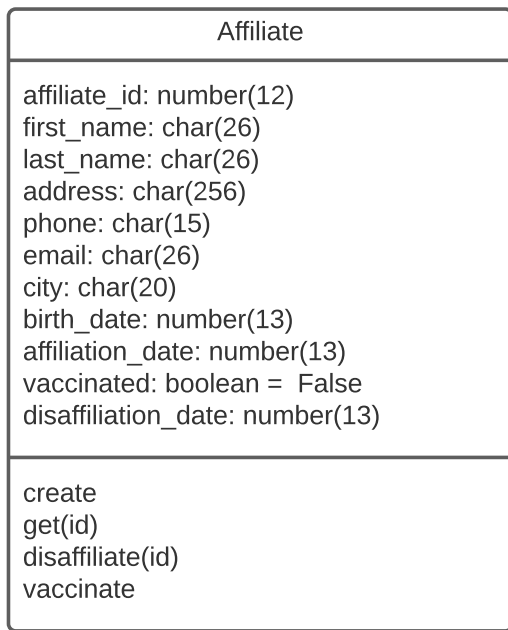 Affiliate
affiliate_id: number(12)
first_name: char(26)
last_name: char(26)
address: char(256)
phone: char(15)
email: char(26)
city: char(20)
birth_date: number(13)
affiliation_date: number(13)
vaccinated: boolean =  False
disaffiliation_date: number(13)
create
get(id)
disaffiliate(id)
vaccinate